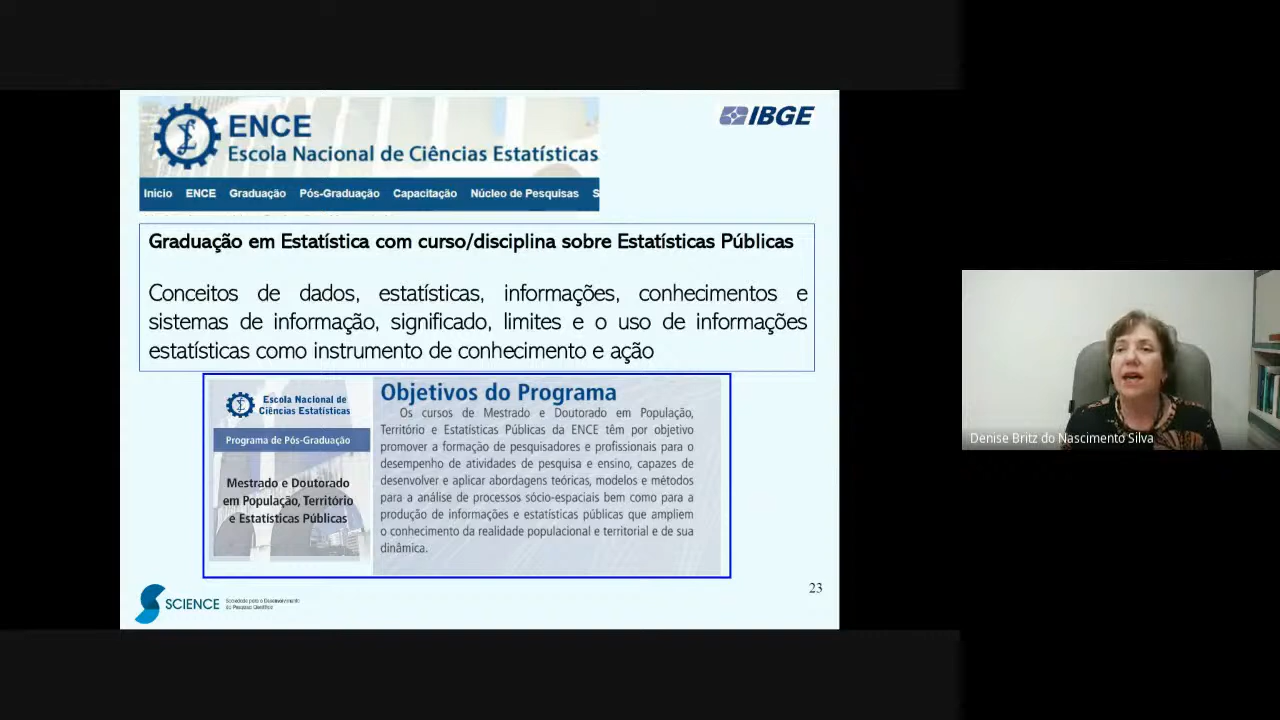 ENCE
Escola Nacional de Ciências Estatísticas
IBGE
Início ENCE Graduação Pós-Graduação Capacitação Núcleo de Pesquisas S
Graduação em Estatística com curso/disciplina sobre Estatísticas Públicas
Conceitos de dados, estatísticas, informações, conhecimentos e
sistemas de informação, significado, limites e o uso de informações
estatísticas como instrumento de conhecimento e ação
Escola Nacional de
Ciências Estatísticas
Programa de Pós-Graduação
Mestrado e Doutorado
em População, Território
e Estatísticas Públicas
Objetivos do Programa
Os cursos de Mestrado e Doutorado em População,
Território e Estatísticas Públicas da ENCE têm por objetivo
promover a formação de pesquisadores e profissionais para o
desempenho de atividades de pesquisa e ensino, capazes de
desenvolver e aplicar abordagens teóricas, modelos e métodos
para a análise de processos sócio-espaciais bem como para a
produção de informações e estatísticas públicas que ampliem
o conhecimento da realidade populacional e territorial e de sua
dinâmica.
SCIENCE
Sociedade para o Desenvolvimento
da Pesquisa Científica
23
Denise Britz do Nascimento Silva